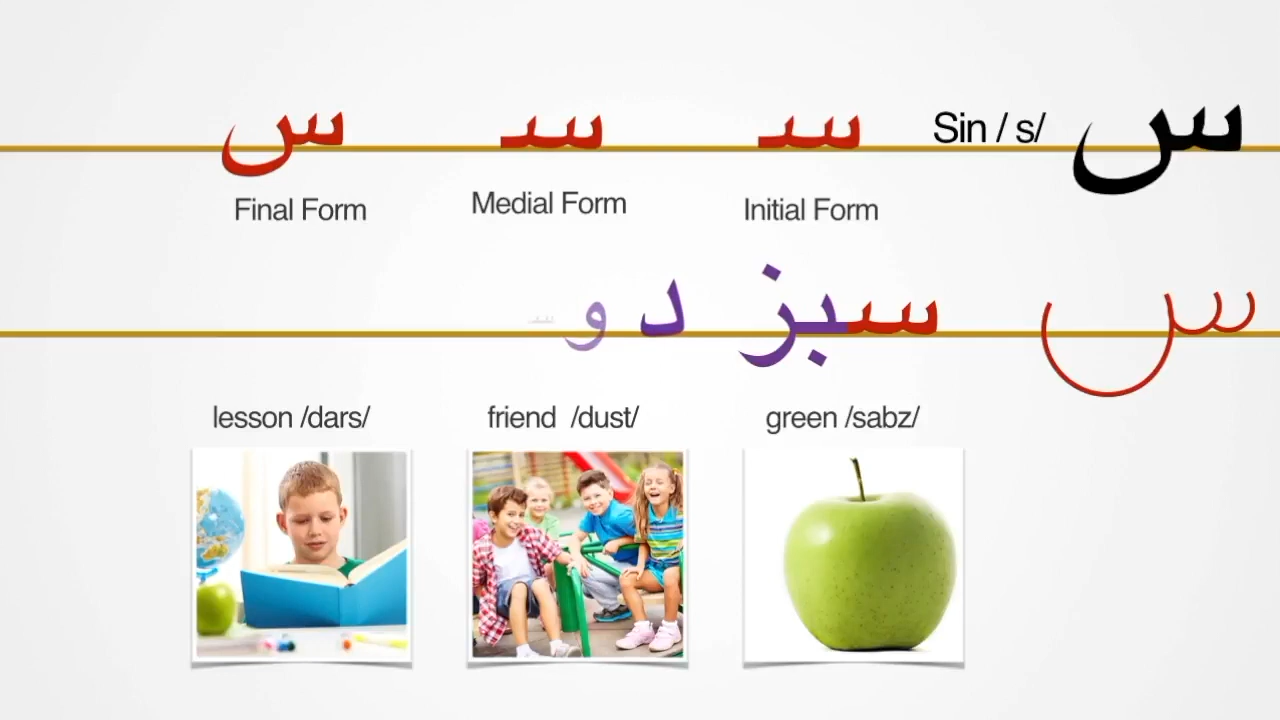 س Sin / s/ سـ سـ س
Initial Form Medial Form Final Form
س سبز د و
green /sabz/ friend /dust/ lesson /dars/